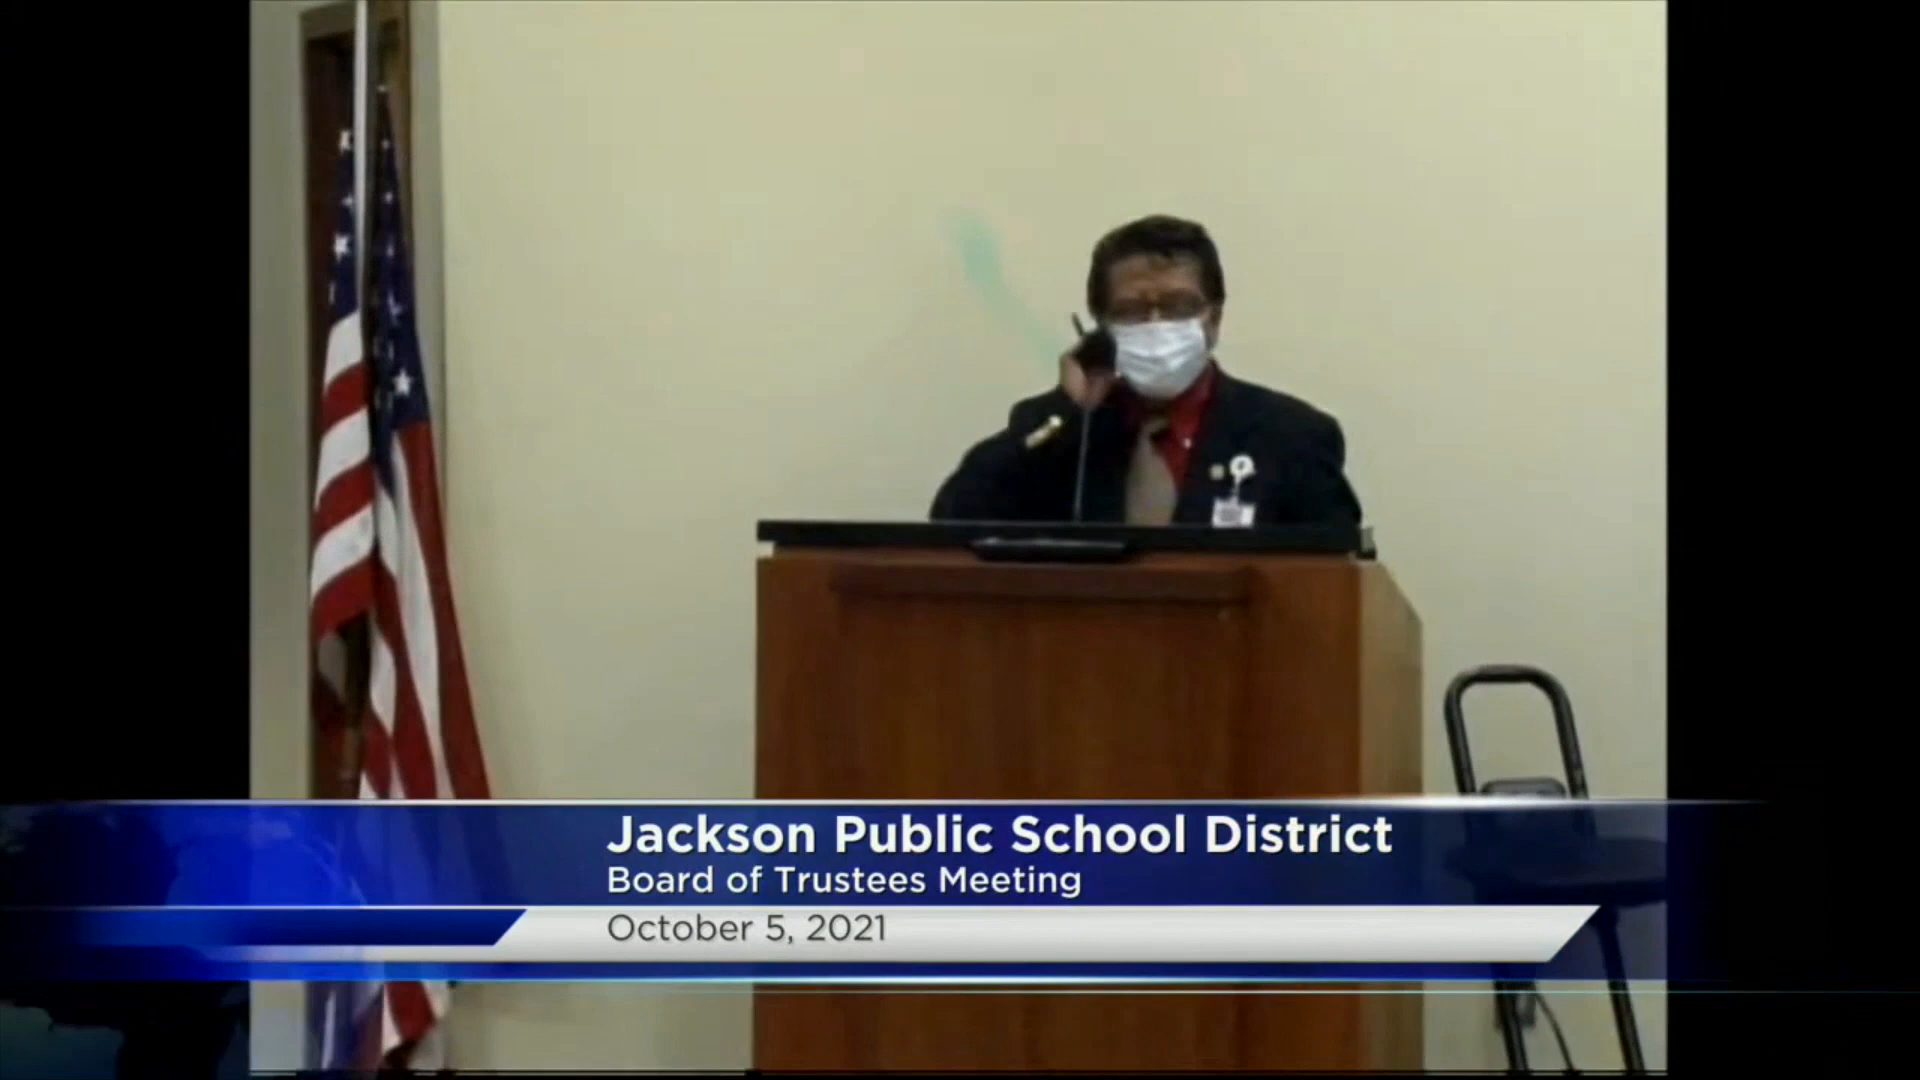 Jackson Public School District
Board of Trustees Meeting
October 5, 2021